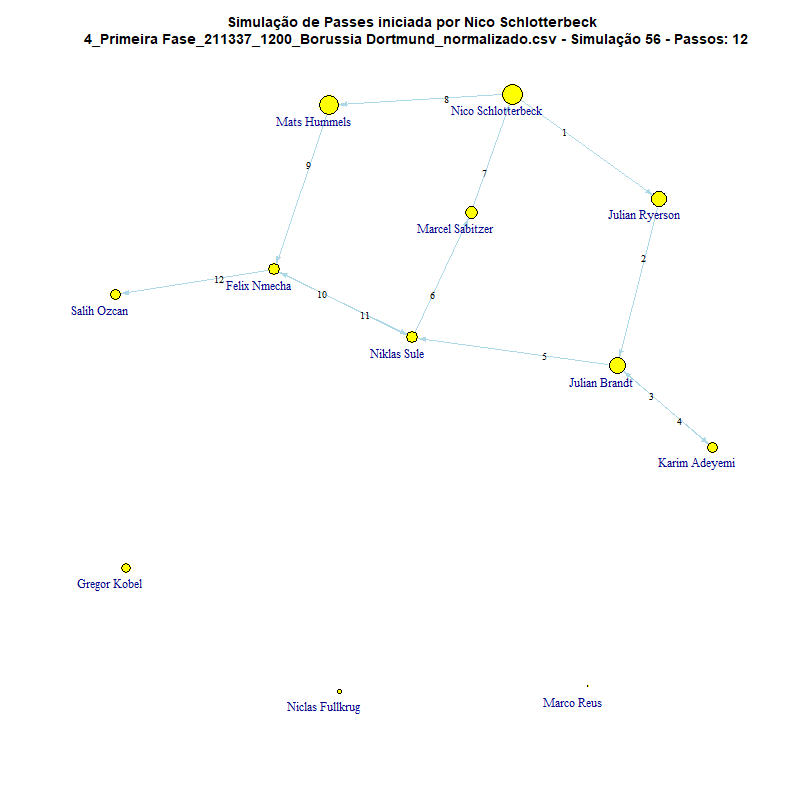 Simulação de Passes iniciada por Nico Schlotterbeck
4_Primeira Fase_211337_1200_Borussia Dortmund_normalizado.csv - Simulação 56 - Passos: 12
8
Mats Hummels
Nico Schlotterbeck
1
9
7
Julian Ryerson
Marcel Sabitzer
2
12
Felix Nmecha
10
6
Salih Ozcan
11
Niklas Sule
5
Julian Brandt
3
4
Karim Adeyemi
Gregor Kobel
Niclas Fullkrug
Marco Reus